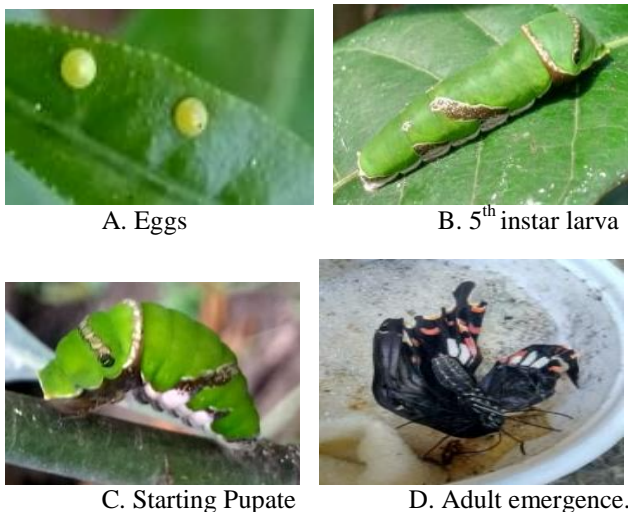 A. Eggs
B. 5th instar larva
C. Starting Pupate
D. Adult emergence.